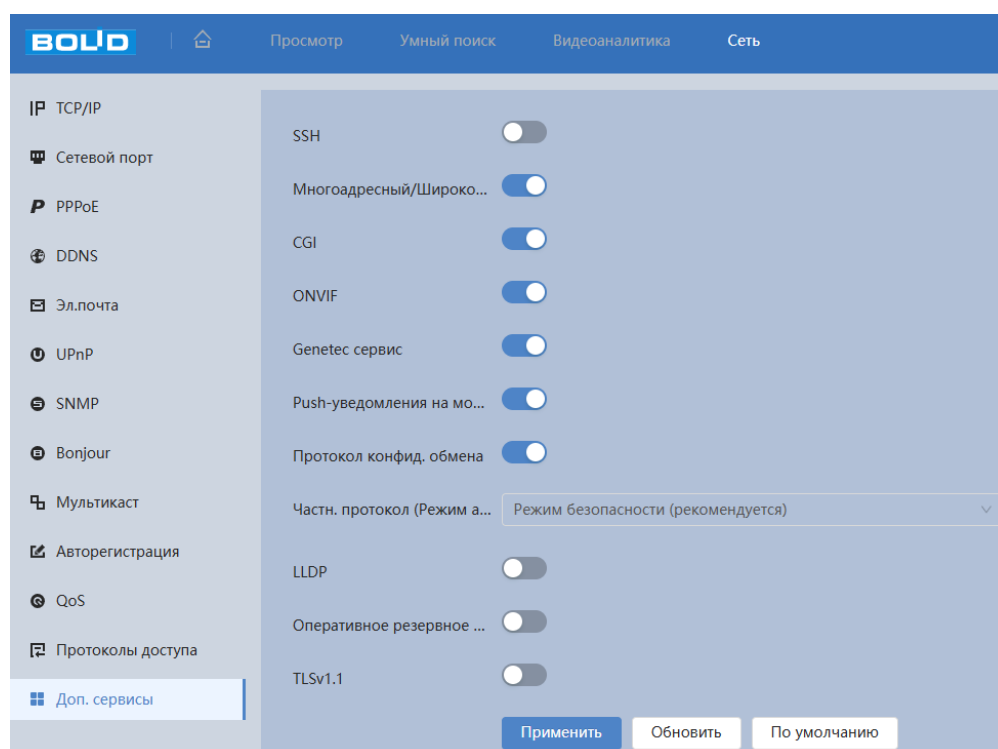 BOLID
Просмотр Умный поиск Видеоаналитика Сеть
TCP/IP
Сетевой порт
PPPoE
DDNS
Эл.почта
UPnP
SNMP
Bonjour
Мультикаст
Авторегистрация
QoS
Протоколы доступа
Доп. сервисы
SSH
Многоадресный/Широко...
CGI
ONVIF
Genetec сервис
Push-уведомления на мо...
Протокол конфид. обмена
Частн. протокол (Режим а... Режим безопасности (рекомендуется)
LLDP
Оперативное резервное ...
TLSv1.1
Применить Обновить По умолчанию